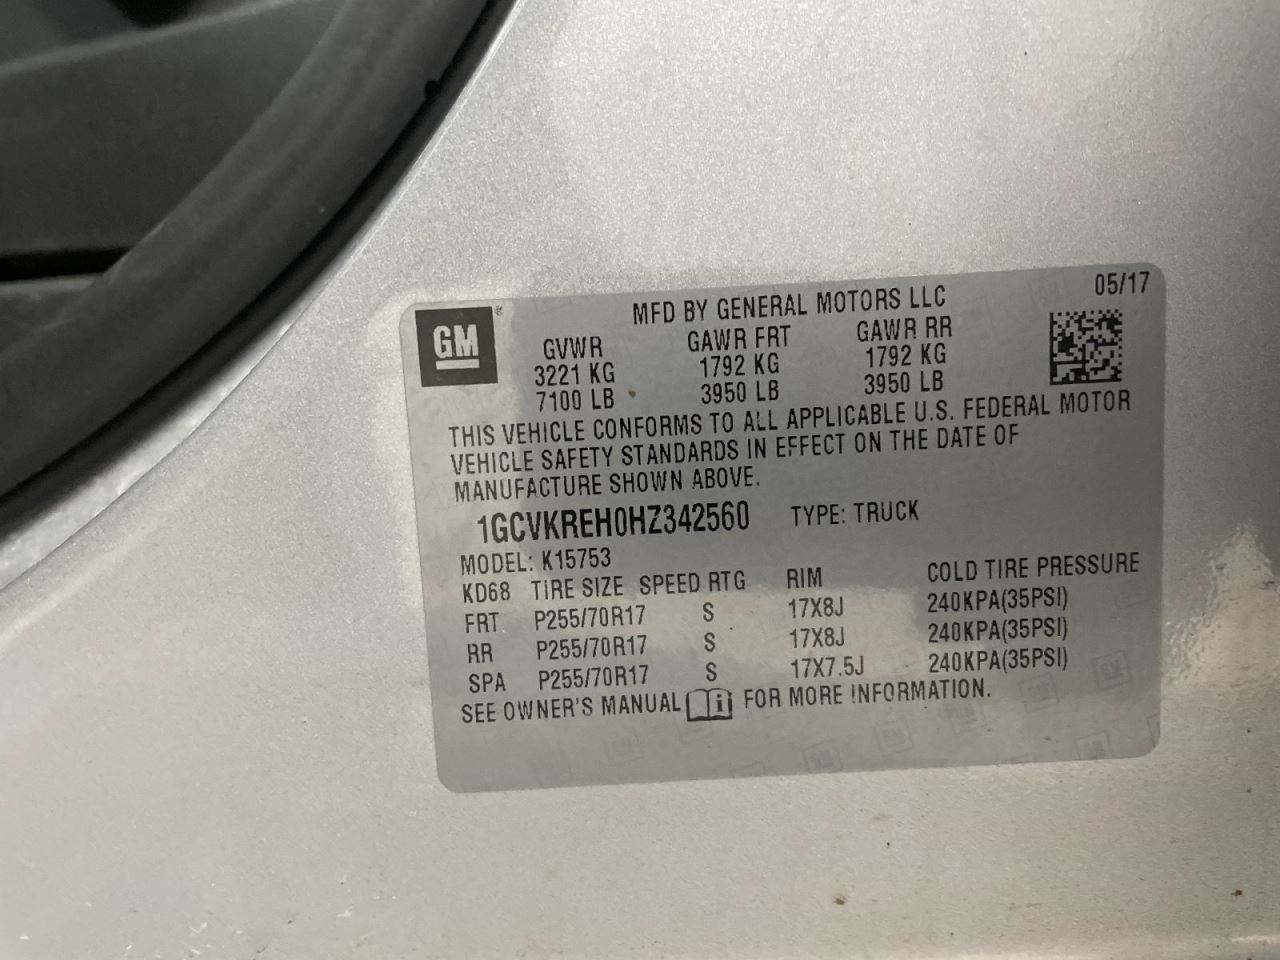 05/17
MFD BY GENERAL MOTORS LLC
GM
GVWR GAWR FRT GAWR RR
3221 KG 1792 KG 1792 KG
7100 LB 3950 LB 3950 LB
THIS VEHICLE CONFORMS TO ALL APPLICABLE U.S. FEDERAL MOTOR
VEHICLE SAFETY STANDARDS IN EFFECT ON THE DATE OF
MANUFACTURE SHOWN ABOVE.
1GCVKREH0HZ342560 TYPE: TRUCK
MODEL: K15753
KD68 TIRE SIZE SPEED RTG RIM COLD TIRE PRESSURE
FRT P255/70R17 S 17X8J 240KPA(35PSI)
RR P255/70R17 S 17X8J 240KPA(35PSI)
SPA P255/70R17 S 17X7.5J 240KPA(35PSI)
SEE OWNER'S MANUAL i FOR MORE INFORMATION.